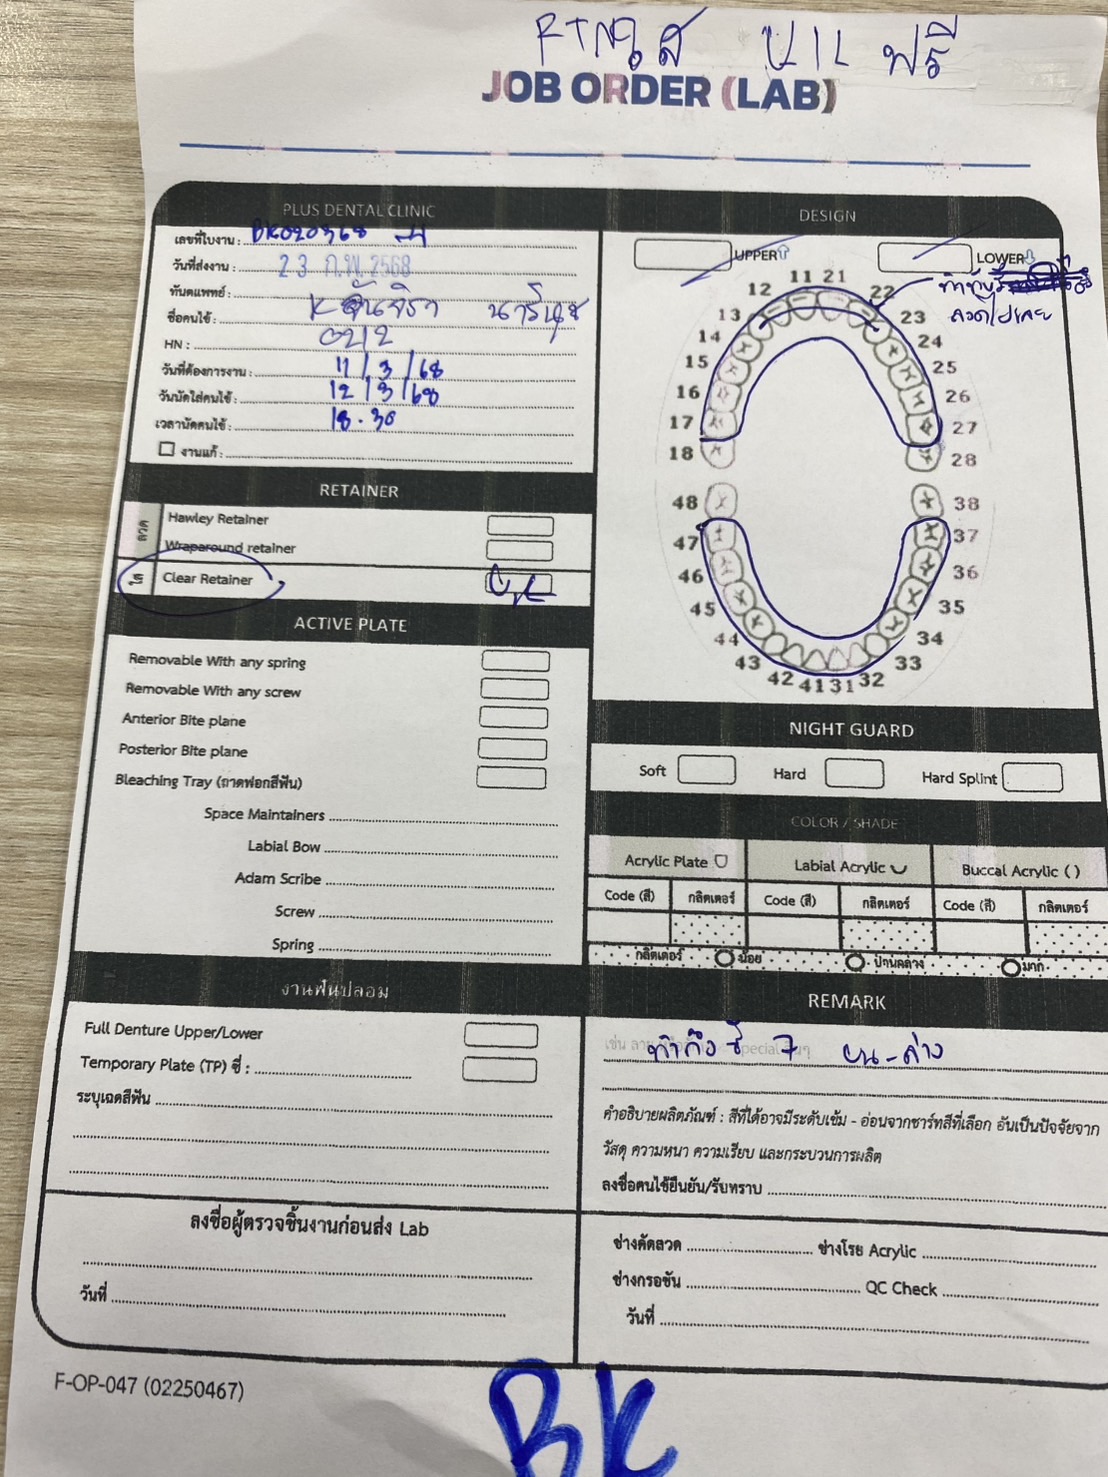 RTNใส U/L ฟรี
JOB ORDER (LAB)
PLUS DENTAL CLINIC
เลขที่ใบงาน : BK020368
วันที่ส่งงาน : 23 ก.พ. 2568
ทันตแพทย์ :
ชื่อคนไข้ : K จันจิรา นารีนุช
HN : 0212
วันที่ต้องการงาน : 11/3/68
วันนัดใส่คนไข้ : 12/3/68
เวลานัดคนไข้ : 18.30
งานแก้ :
RETAINER
ลวด
Hawley Retainer
Wraparound retainer
ใส
Clear Retainer U/L
ACTIVE PLATE
Removable With any spring
Removable With any screw
Anterior Bite plane
Posterior Bite plane
Bleaching Tray (ถาดฟอกสีฟัน)
Space Maintainers
Labial Bow
Adam Scribe
Screw
Spring
งานฟันปลอม
Full Denture Upper/Lower
Temporary Plate (TP) ซี่ :
ระบุเฉดสีฟัน
ลงชื่อผู้ตรวจชิ้นงานก่อนส่ง Lab
วันที่
DESIGN
UPPER
LOWER
ทำทับ
ลวดไปเลย
11 21
12 22
13 23
14 24
15 25
16 26
17 27
18 28
48 38
47 37
46 36
45 35
44 34
43 33
42 41 31 32
NIGHT GUARD
Soft Hard Hard Splint
COLOR / SHADE
Acrylic Plate Labial Acrylic Buccal Acrylic ( )
Code (สี) กลิตเตอร์ Code (สี) กลิตเตอร์ Code (สี) กลิตเตอร์
กลิตเตอร์ น้อย ปานกลาง มาก
REMARK
ทำถึงซี่ 7 บน-ล่าง
คำอธิบายผลิตภัณฑ์ : สีที่ได้อาจมีระดับเข้ม - อ่อนจากชาร์ทสีที่เลือก อันเป็นปัจจัยจาก
วัสดุ ความหนา ความเรียบ และกระบวนการผลิต
ลงชื่อคนไข้ยืนยัน/รับทราบ
ช่างดัดลวด ช่างโรย Acrylic
ช่างกรอขัน QC Check
วันที่
F-OP-047 (02250467)
BK